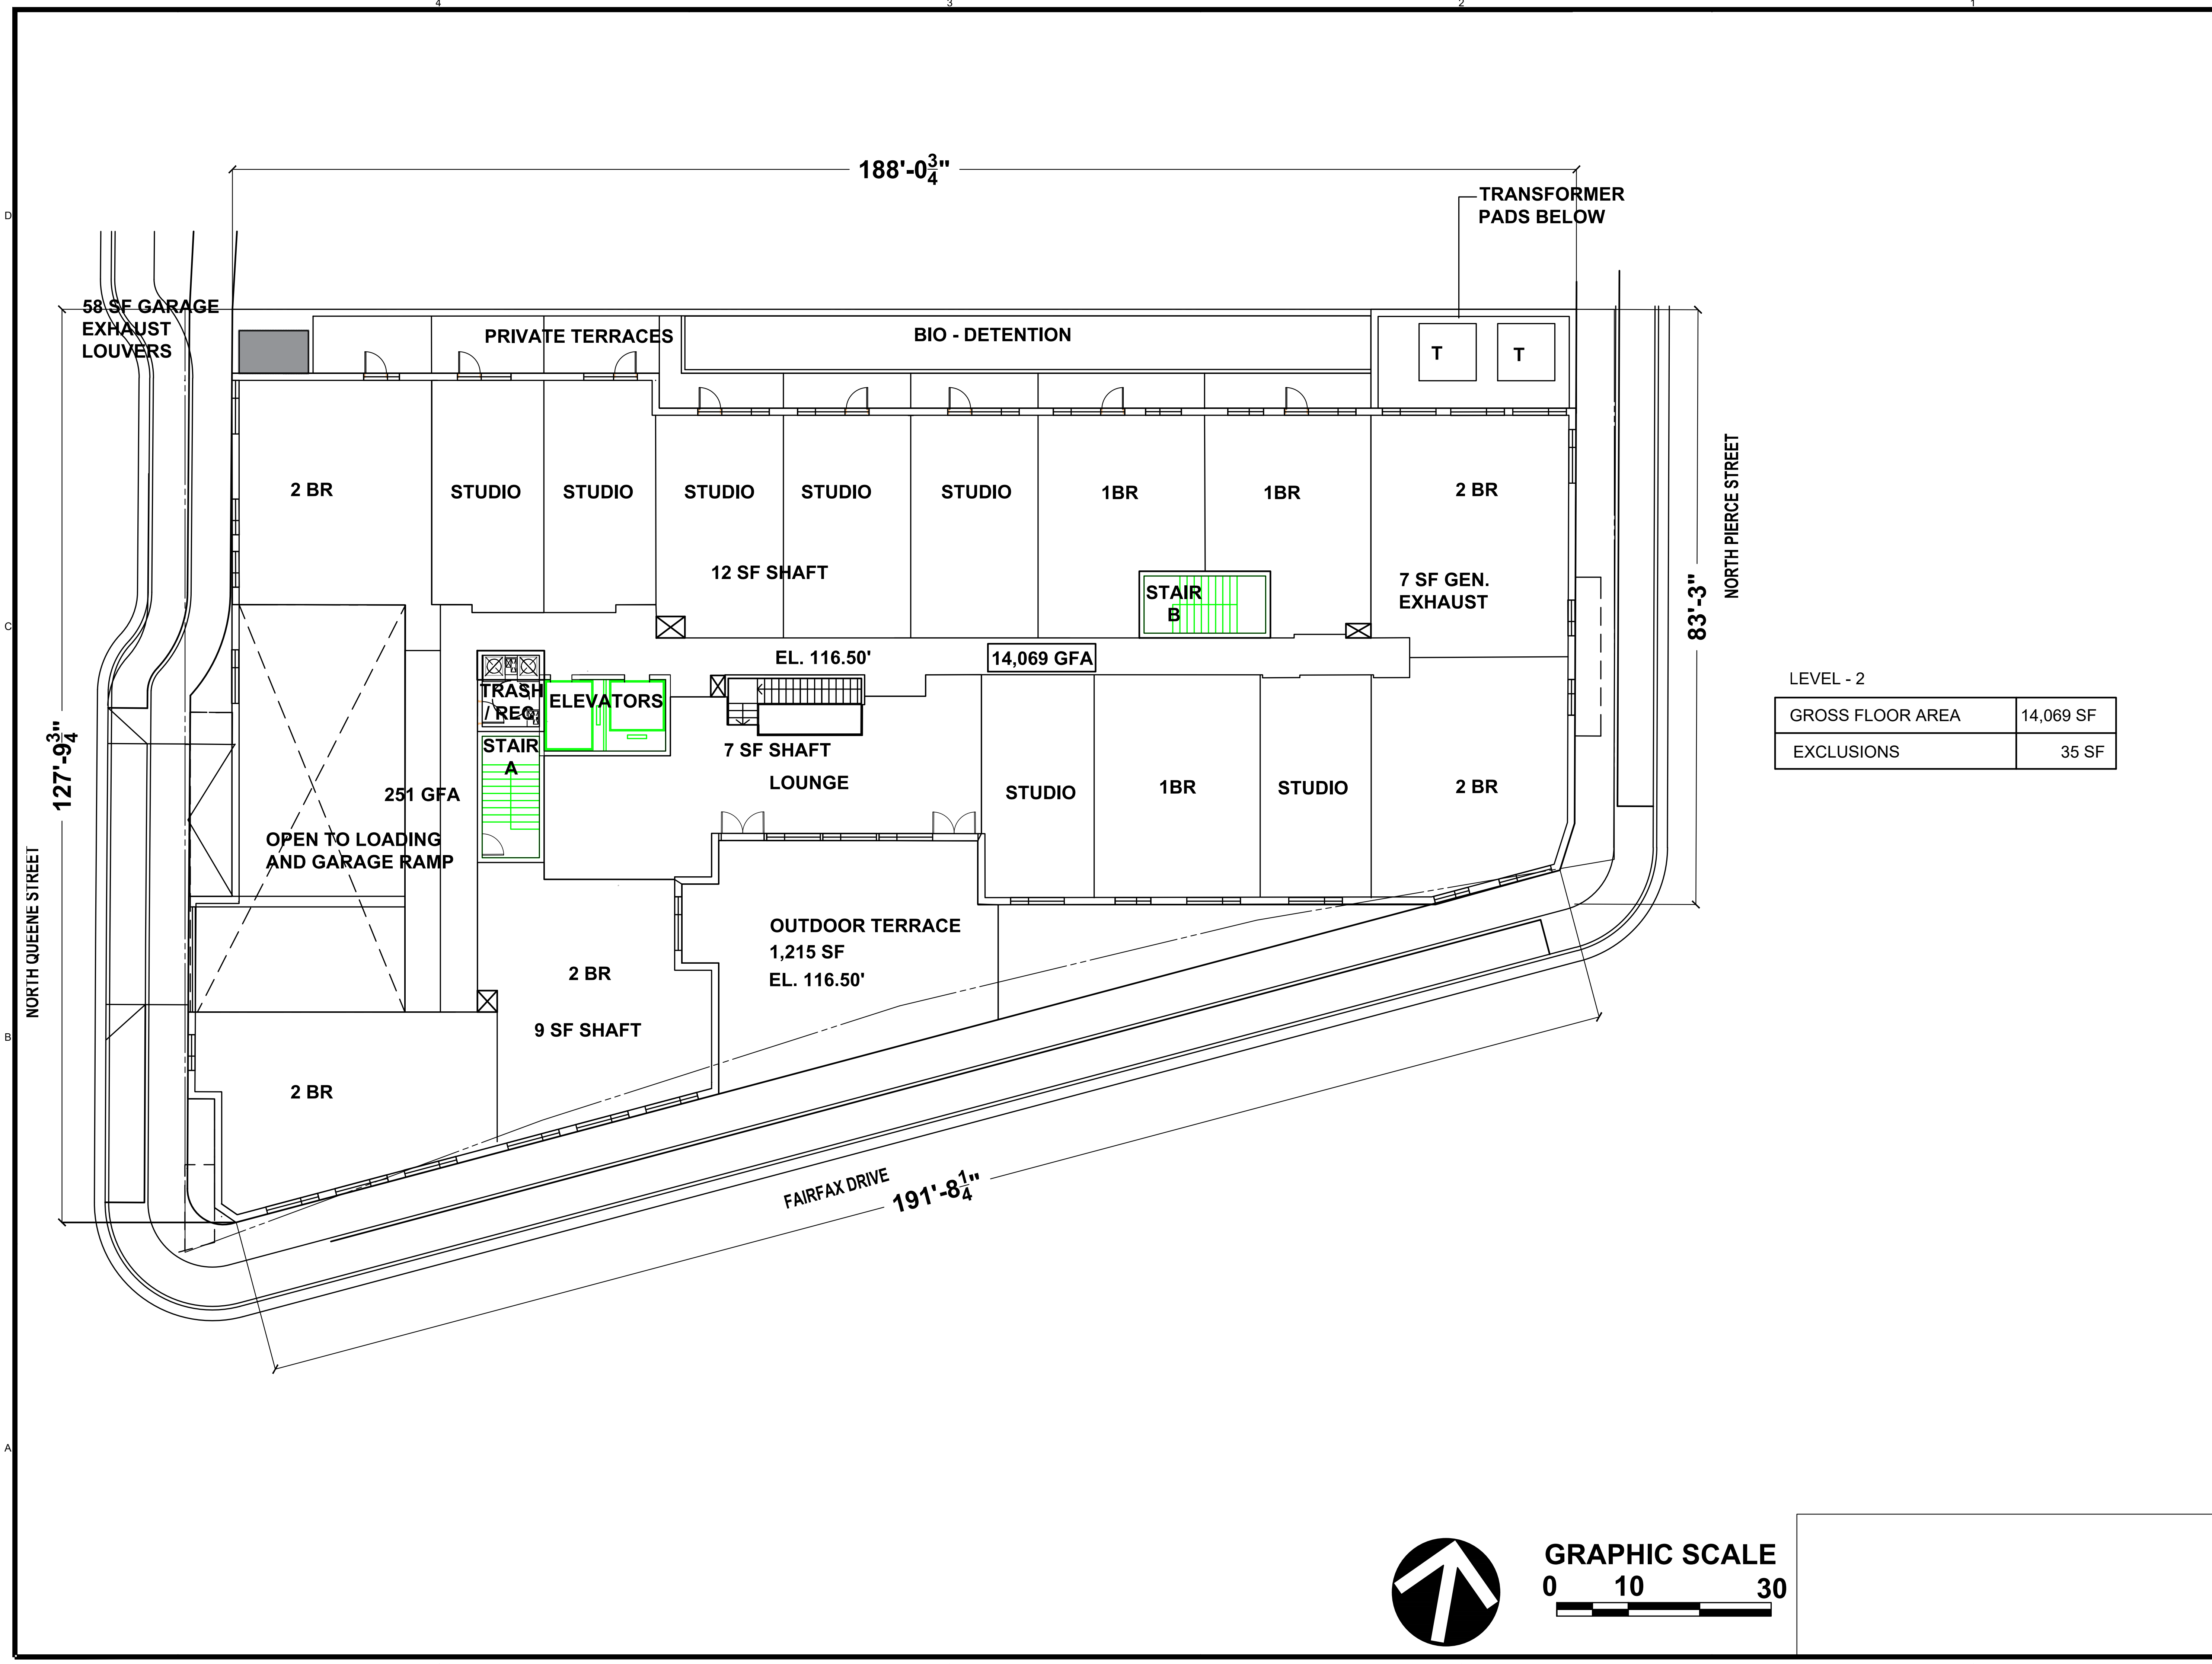 4 3 2 1
188'-0 3/4"
TRANSFORMER
PADS BELOW
D
58 SF GARAGE
EXHAUST
LOUVERS
PRIVATE TERRACES
BIO - DETENTION
T T
2 BR
STUDIO
STUDIO
STUDIO
STUDIO
STUDIO
1BR
1BR
2 BR
NORTH PIERCE STREET
12 SF SHAFT
STAIR
B
7 SF GEN.
EXHAUST
83'-3"
C
EL. 116.50'
14,069 GFA
TRASH
/ REC.
ELEVATORS
STAIR
A
7 SF SHAFT
LOUNGE
127'-9 3/4"
251 GFA
OPEN TO LOADING
AND GARAGE RAMP
STUDIO
1BR
STUDIO
2 BR
LEVEL - 2
GROSS FLOOR AREA 14,069 SF
EXCLUSIONS 35 SF
NORTH QUEENE STREET
OUTDOOR TERRACE
1,215 SF
EL. 116.50'
2 BR
9 SF SHAFT
B
2 BR
FAIRFAX DRIVE
191'-8 1/4"
A
GRAPHIC SCALE
0 10 30